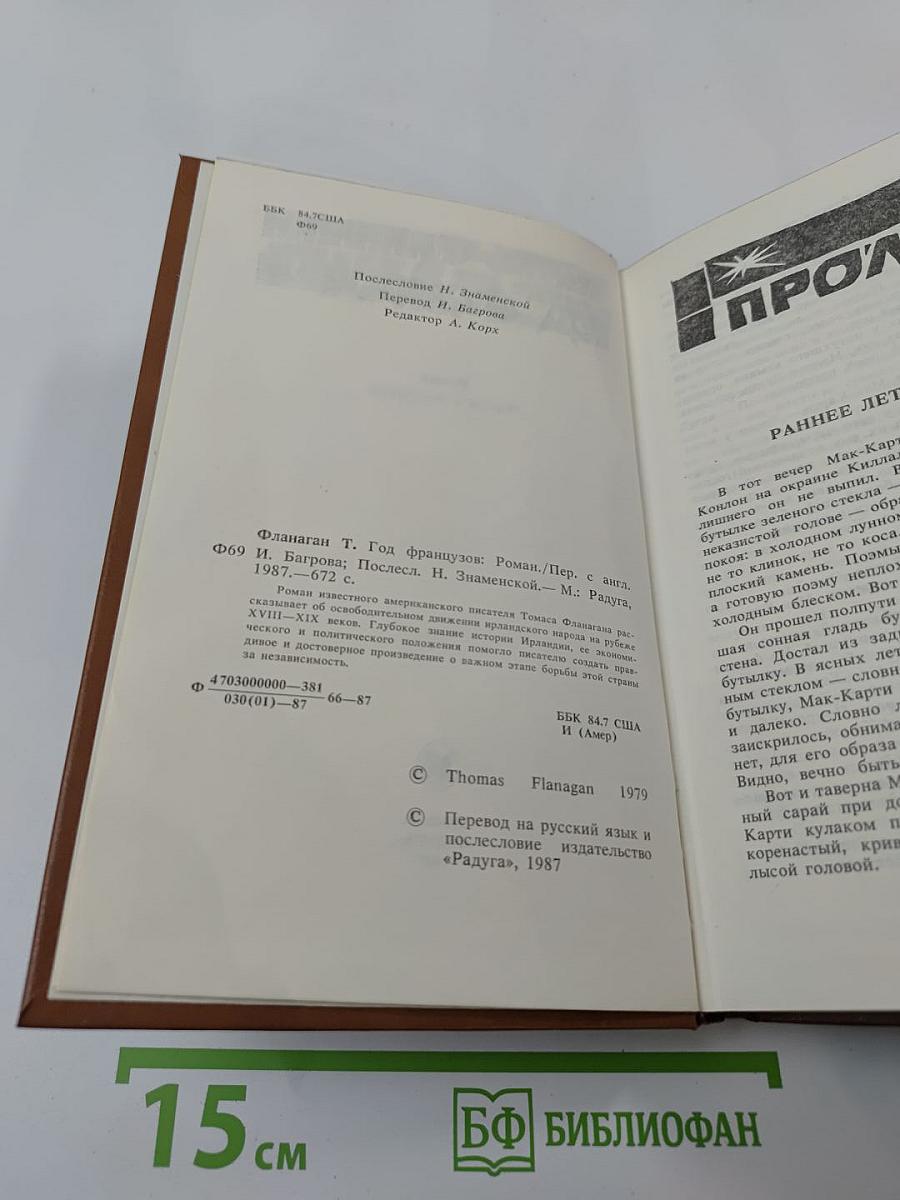 ББК 84.7США
Ф69
Послесловие Н. Знаменской
Перевод И. Багрова
Редактор А. Корх
Фланаган Т. Год французов: Роман./Пер. с англ.
Ф69 И. Багрова; Послесл. Н. Знаменской.— М.: Радуга,
1987.—672 с.
Роман известного американского писателя Томаса Фланагана рас-
сказывает об освободительном движении ирландского народа на рубеже
XVIII—XIX веков. Глубокое знание истории Ирландии, ее экономи-
ческого и политического положения помогло писателю создать прав-
дивое и достоверное произведение о важном этапе борьбы этой страны
за независимость.
Ф 4703000000—381
030(01)—87 66—87
ББК 84.7 США
И (Амер)
© Thomas Flanagan 1979
© Перевод на русский язык и
послесловие издательство
«Радуга», 1987
ПРОЛ
РАННЕЕ ЛЕТ
В тот вечер Мак-Карт
Конлон на окраине Киллал
лишнего он не выпил. В
бутылке зеленого стекла —
неказистой голове — обра
покоя: в холодном лунном
не то клинок, не то коса.
плоский камень. Поэмы
а готовую поэму неплох
холодным блеском. Вот
Он прошел полпути
шая сонная гладь бу
стена. Достал из зад
бутылку. В ясных лет
ным стеклом — словн
бутылку, Мак-Карти
и далеко. Словно л
заискрилось, обнима
нет, для его образа
Видно, вечно быть
Вот и таверна М
ный сарай при до
Карти кулаком п
коренастый, крив
лысой головой.
15 см
БФ БИБЛИОФАН